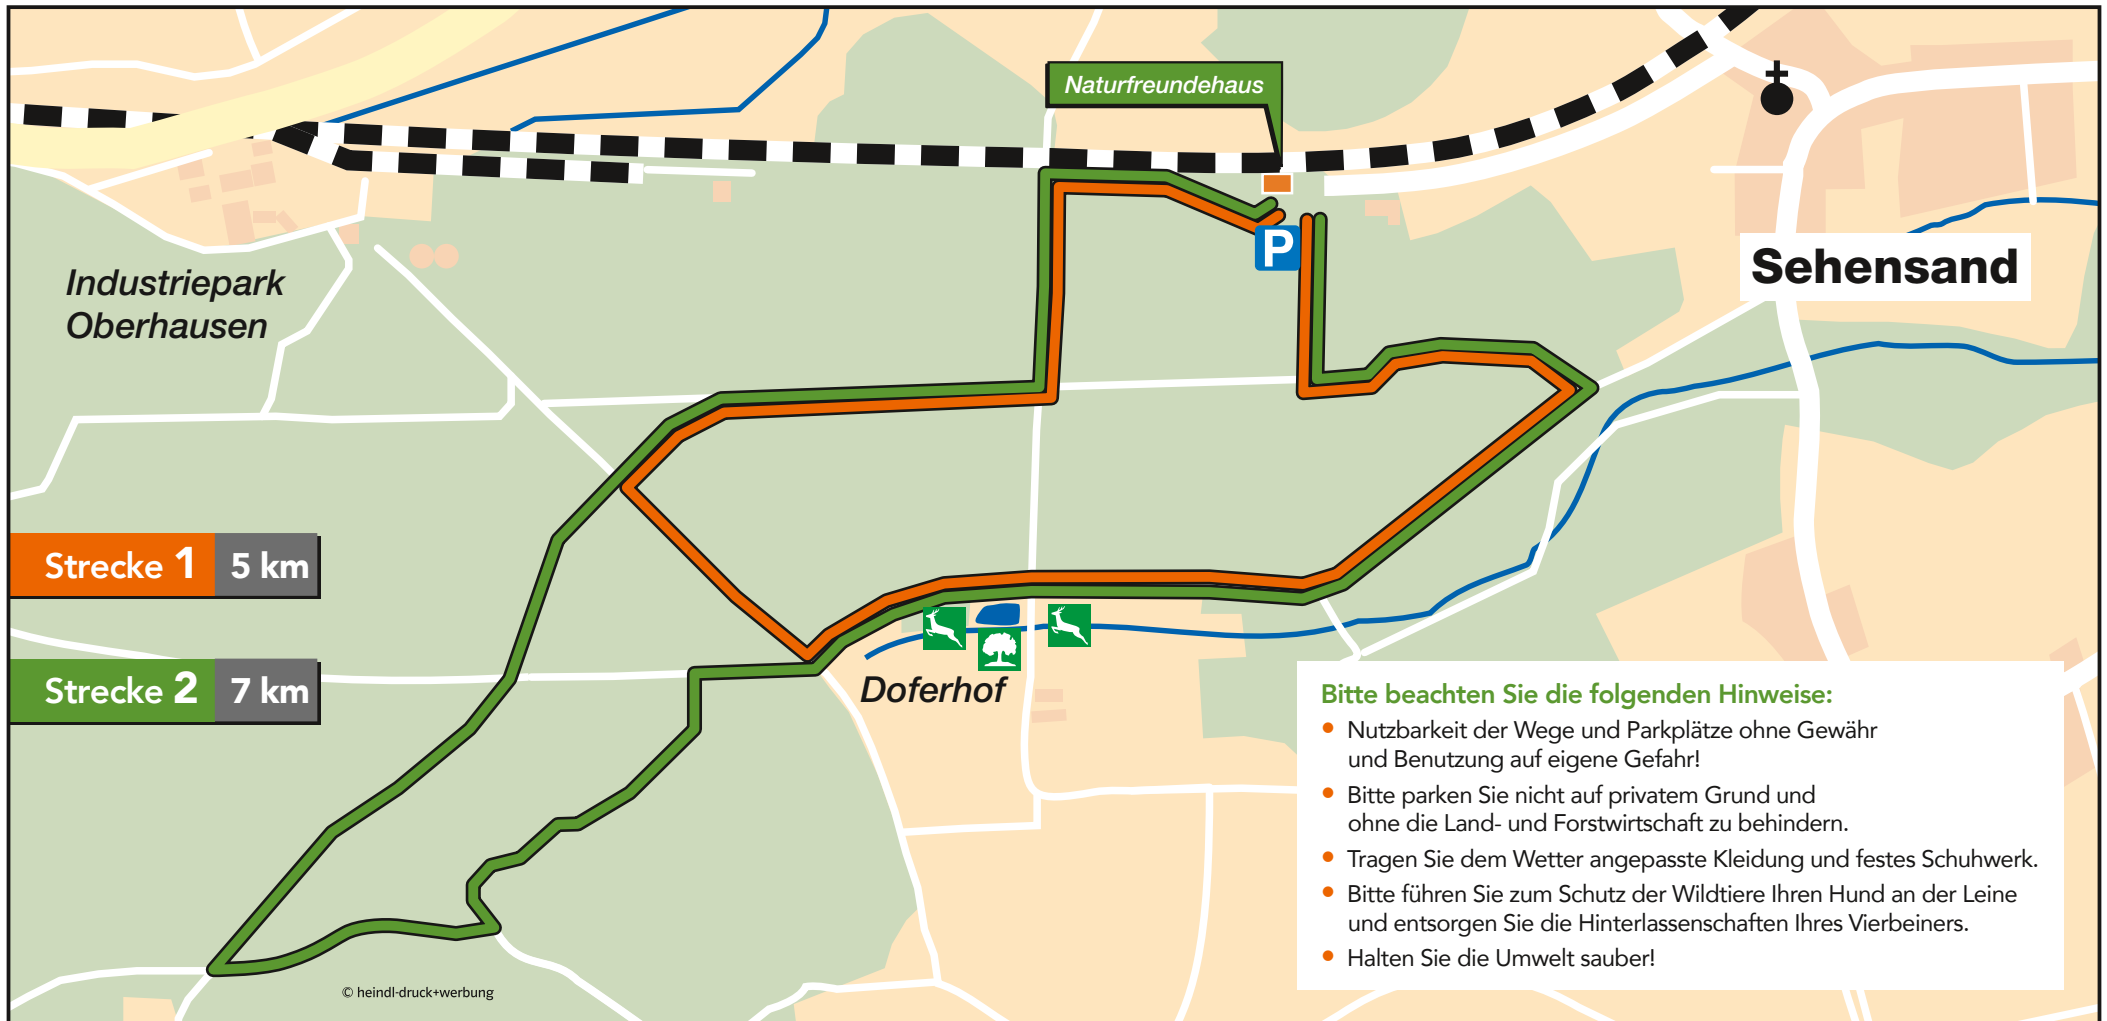 Naturfreundehaus
P
Sehensand
Industriepark
Oberhausen
Strecke 1 5 km
Strecke 2 7 km
Doferhof
Bitte beachten Sie die folgenden Hinweise:
• Nutzbarkeit der Wege und Parkplätze ohne Gewähr
und Benutzung auf eigene Gefahr!
• Bitte parken Sie nicht auf privatem Grund und
ohne die Land- und Forstwirtschaft zu behindern.
• Tragen Sie dem Wetter angepasste Kleidung und festes Schuhwerk.
• Bitte führen Sie zum Schutz der Wildtiere Ihren Hund an der Leine
und entsorgen Sie die Hinterlassenschaften Ihres Vierbeiners.
• Halten Sie die Umwelt sauber!
© heindl-druck+werbung